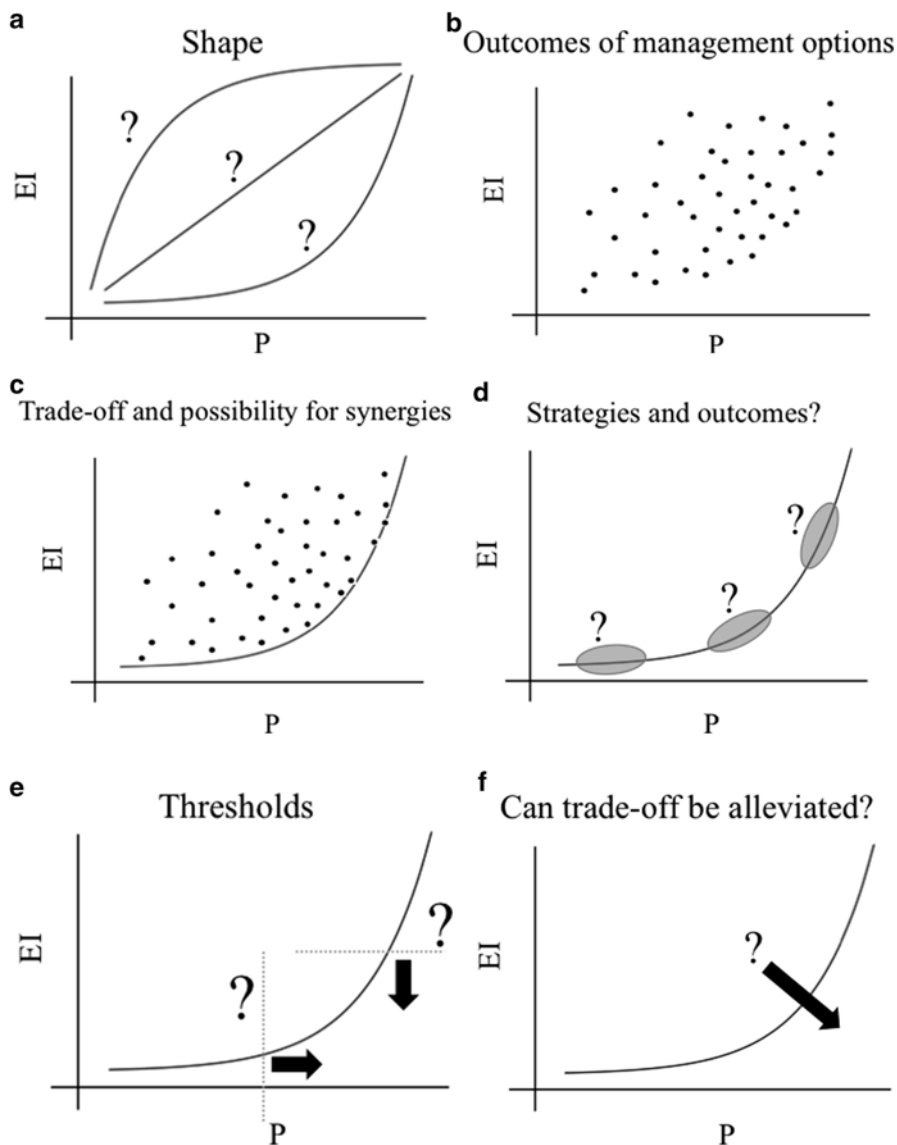 a
Shape
?
?
?
EI
P
b
Outcomes of management options
EI
P
c
Trade-off and possibility for synergies
EI
P
d
Strategies and outcomes?
?
?
?
EI
P
e
Thresholds
?
?
EI
P
f
Can trade-off be alleviated?
?
EI
P